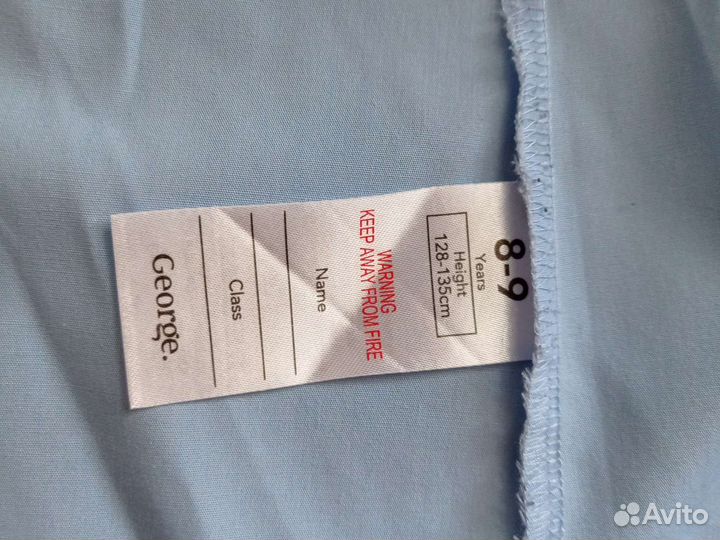 8-9
Years
Height
128-135cm
WARNING
KEEP AWAY FROM FIRE
Name
Class
George.
Avito